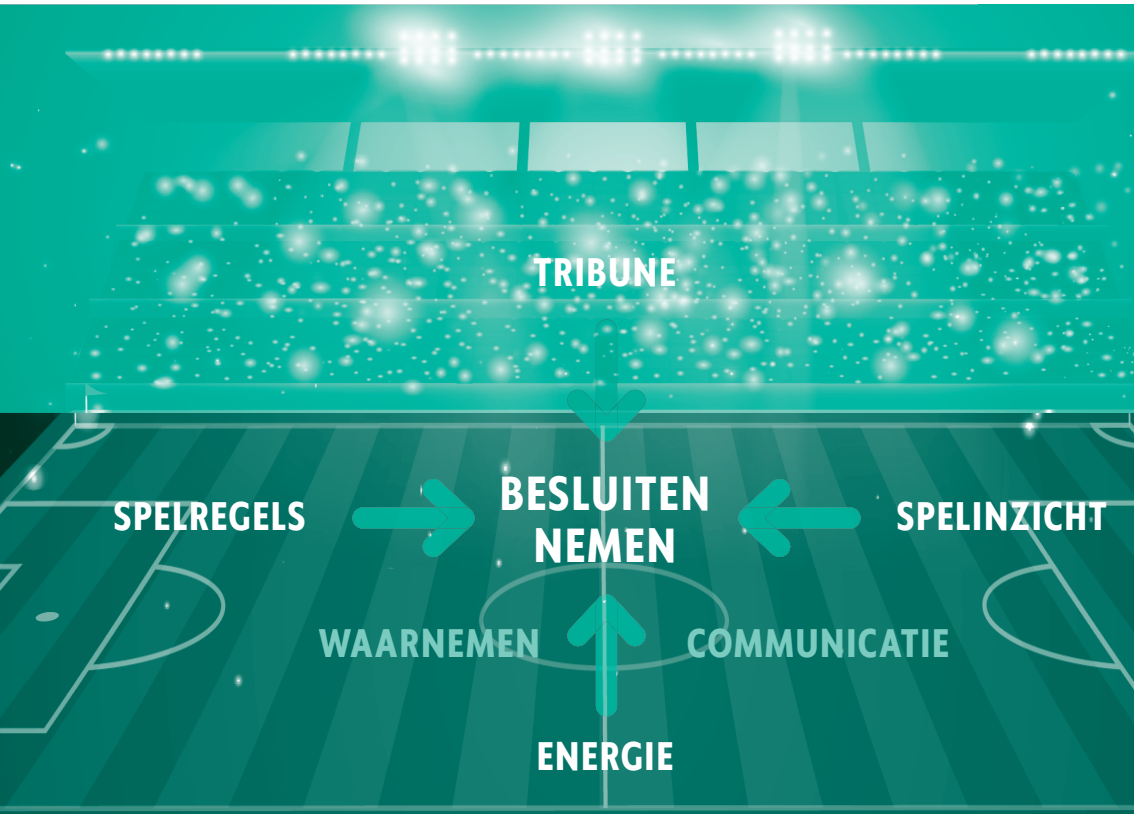 TRIBUNE
SPELREGELS
BESLUITEN
NEMEN
SPELINZICHT
WAARNEMEN
COMMUNICATIE
ENERGIE